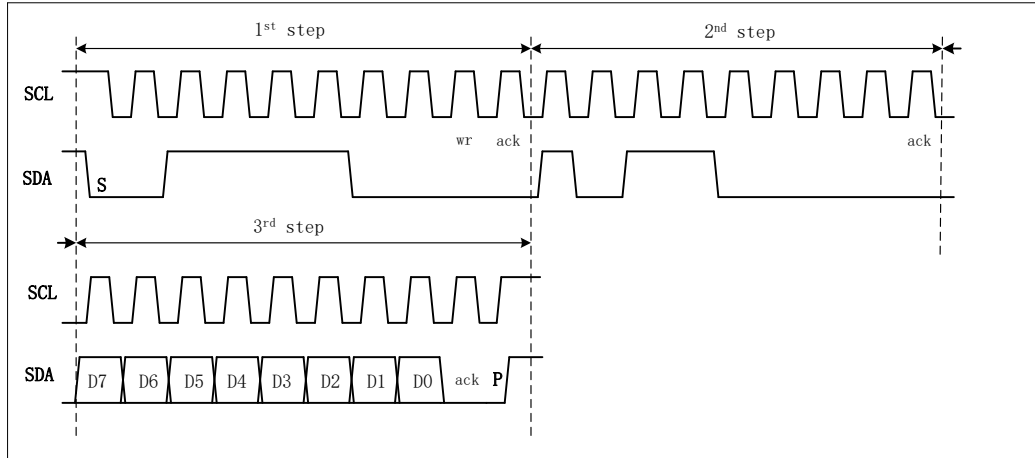 1st step 2nd step
SCL
wr ack ack
SDA S
3rd step
SCL
SDA D7 D6 D5 D4 D3 D2 D1 D0 ack P